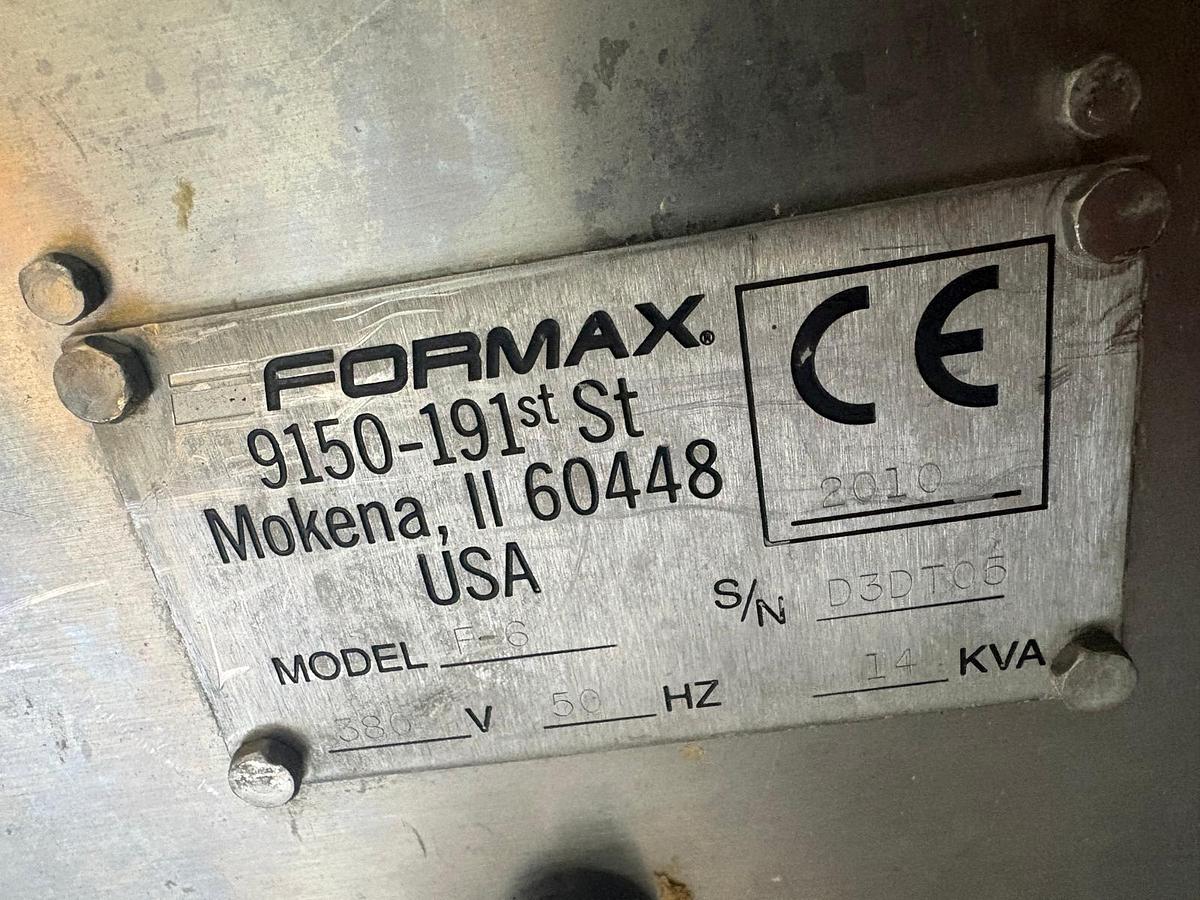 FORMAX®
9150-191st St
Mokena, Il 60448
USA
CE
2010
S/N D3DT05
MODEL F-6
380 V 50 HZ 14 KVA